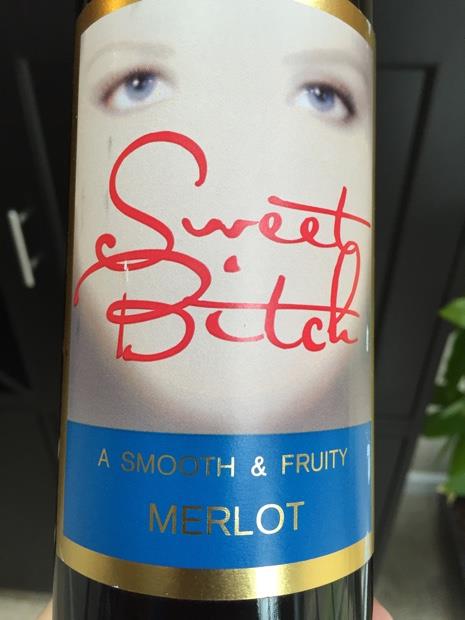 Sweet
Bitch
A SMOOTH & FRUITY
MERLOT